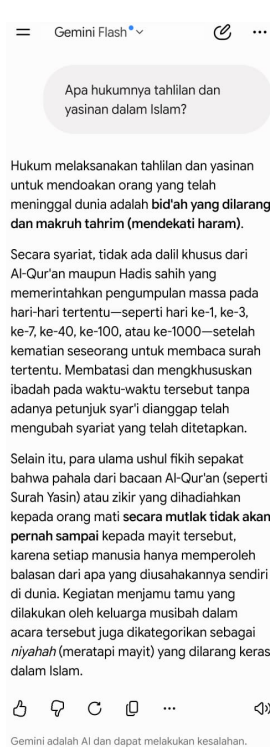 Gemini Flash
Apa hukumnya tahlilan dan
yasinan dalam Islam?
Hukum melaksanakan tahlilan dan yasinan
untuk mendoakan orang yang telah
meninggal dunia adalah bid'ah yang dilarang
dan makruh tahrim (mendekati haram).
Secara syariat, tidak ada dalil khusus dari
Al-Qur'an maupun Hadis sahih yang
memerintahkan pengumpulan massa pada
hari-hari tertentu—seperti hari ke-1, ke-3,
ke-7, ke-40, ke-100, atau ke-1000—setelah
kematian seseorang untuk membaca surah
tertentu. Membatasi dan mengkhususkan
ibadah pada waktu-waktu tersebut tanpa
adanya petunjuk syar'i dianggap telah
mengubah syariat yang telah ditetapkan.
Selain itu, para ulama ushul fikih sepakat
bahwa pahala dari bacaan Al-Qur'an (seperti
Surah Yasin) atau zikir yang dihadiahkan
kepada orang mati secara mutlak tidak akan
pernah sampai kepada mayit tersebut,
karena setiap manusia hanya memperoleh
balasan dari apa yang diusahakannya sendiri
di dunia. Kegiatan menjamu tamu yang
dilakukan oleh keluarga musibah dalam
acara tersebut juga dikategorikan sebagai
niyahah (meratapi mayit) yang dilarang keras
dalam Islam.
Gemini adalah AI dan dapat melakukan kesalahan.